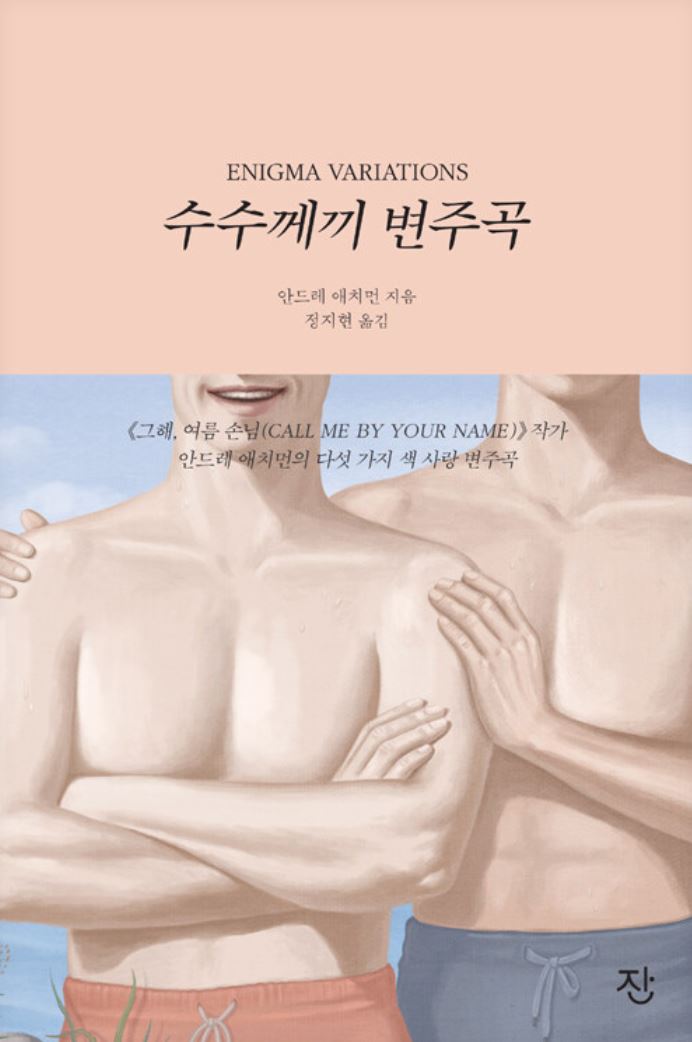 ENIGMA VARIATIONS
수수께끼 변주곡
안드레 애치먼 지음
정지현 옮김
《그해, 여름 손님(CALL ME BY YOUR NAME)》 작가
안드레 애치먼의 다섯 가지 색 사랑 변주곡
잔